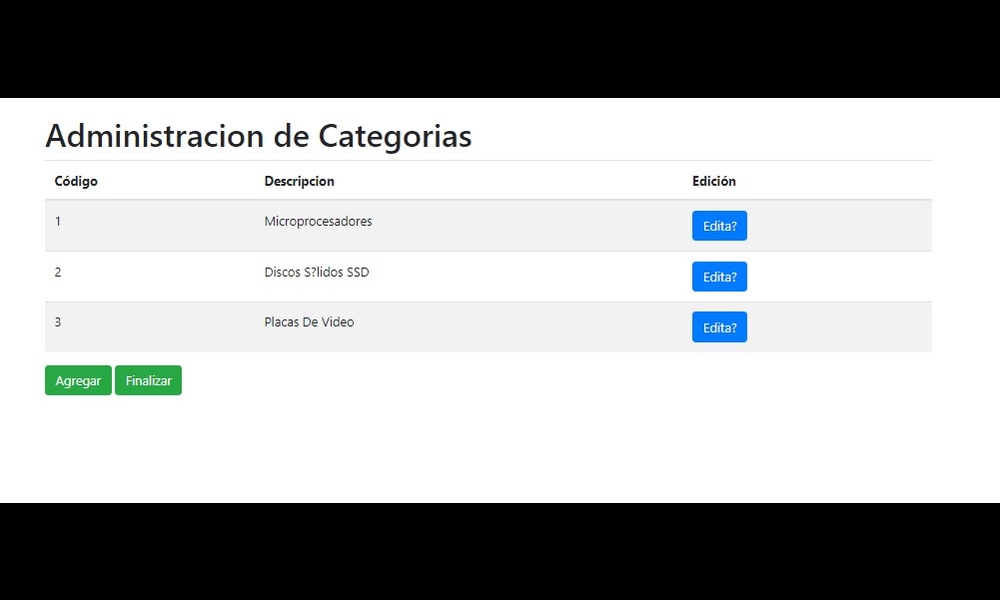 Administracion de Categorias
Código Descripcion Edición
1 Microprocesadores Edita?
2 Discos S?lidos SSD Edita?
3 Placas De Video Edita?
Agregar Finalizar